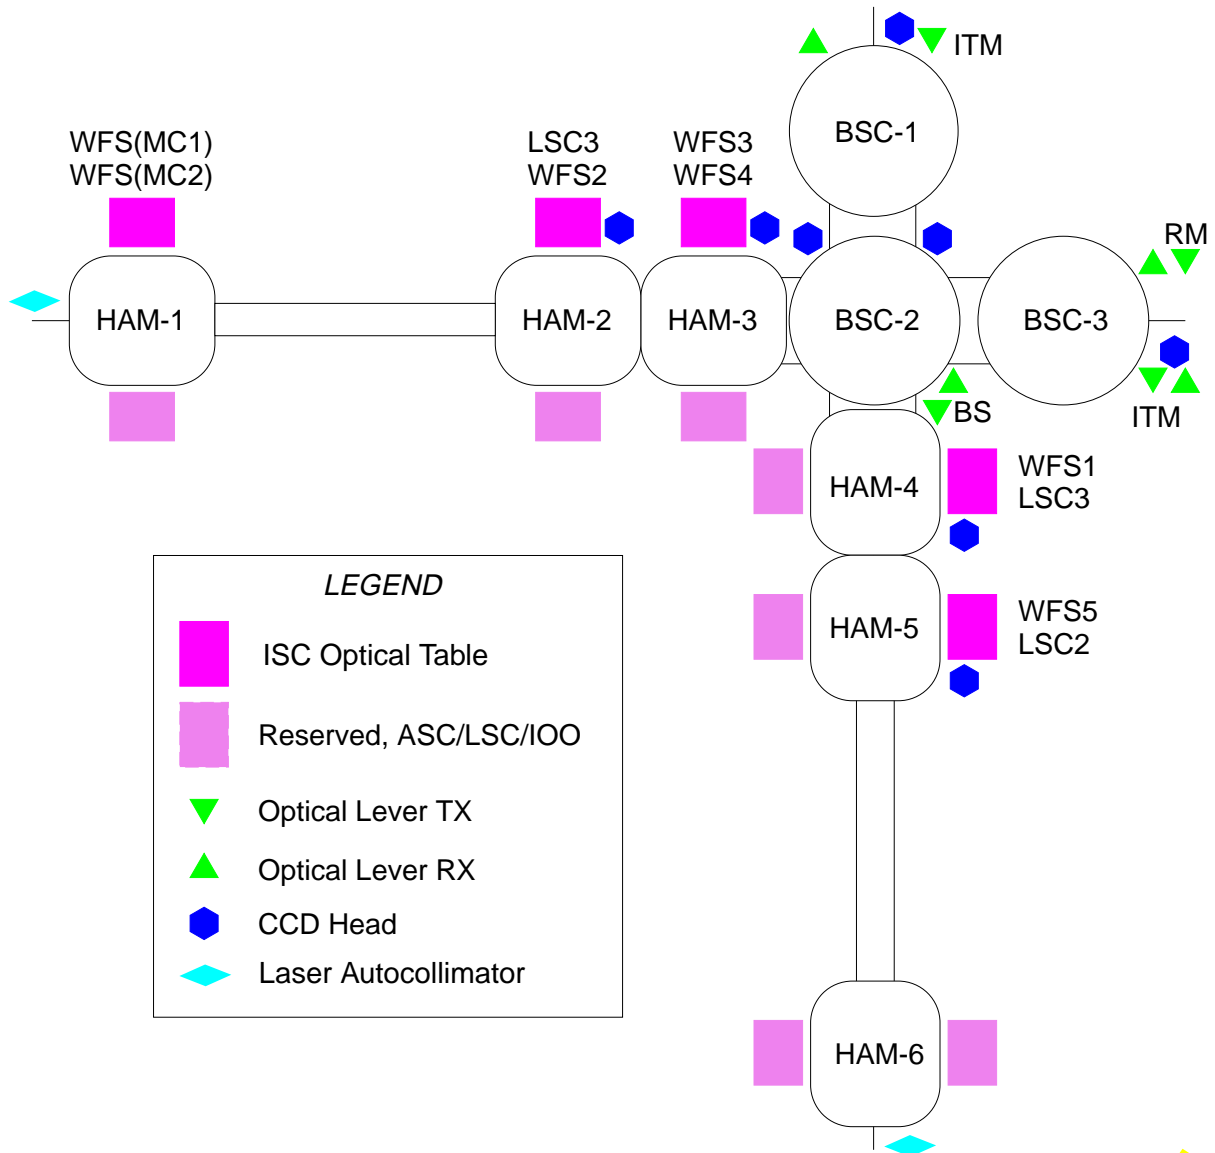 ITM
BSC-1
WFS(MC1)
WFS(MC2)
LSC3
WFS2
WFS3
WFS4
RM
HAM-1
HAM-2
HAM-3
BSC-2
BSC-3
BS
ITM
HAM-4
WFS1
LSC3
HAM-5
WFS5
LSC2
LEGEND
ISC Optical Table
Reserved, ASC/LSC/IOO
Optical Lever TX
Optical Lever RX
CCD Head
Laser Autocollimator
HAM-6